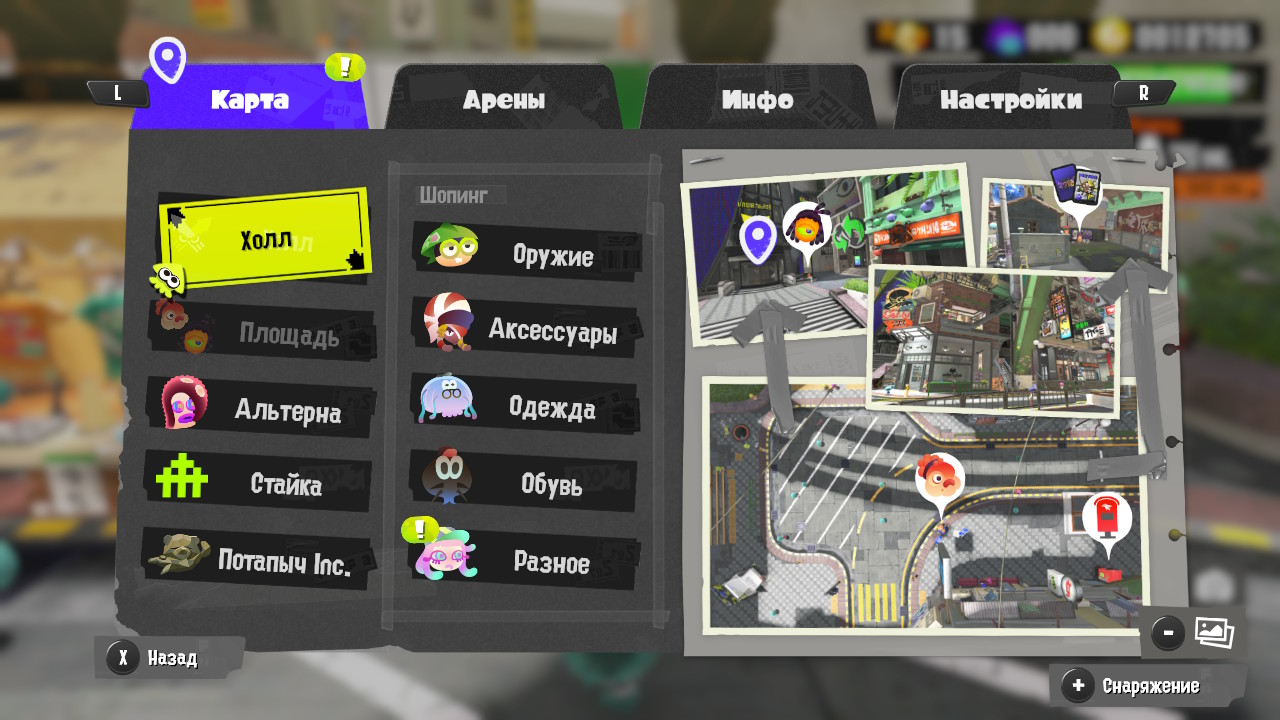 L
Карта
Арены
Инфо
Настройки
R
Холл
Площадь
Альтерна
Стайка
Потапыч Inc.
Шопинг
Оружие
Аксессуары
Одежда
Обувь
Разное
X Назад
-
+ Снаряжение